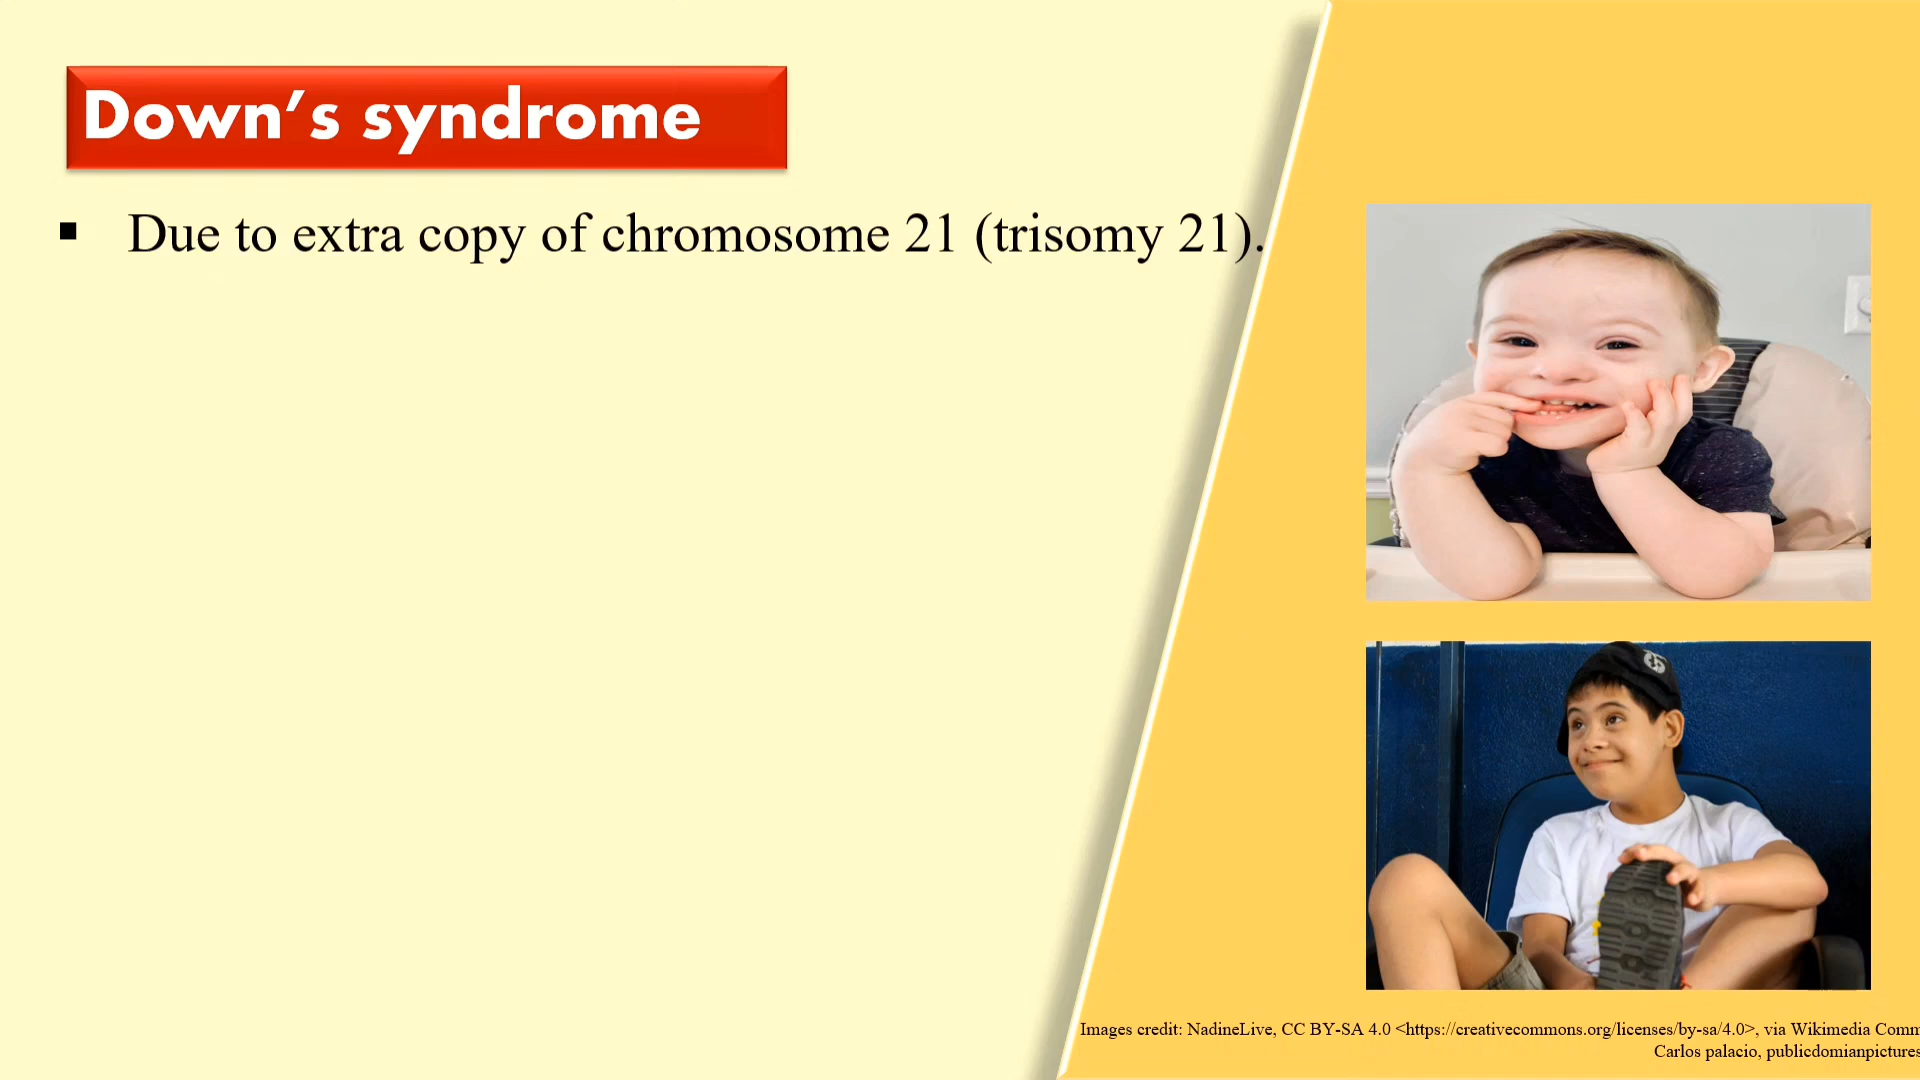 Down's syndrome
▪ Due to extra copy of chromosome 21 (trisomy 21).
Images credit: NadineLive, CC BY-SA 4.0 <https://creativecommons.org/licenses/by-sa/4.0>, via Wikimedia Comm
Carlos palacio, publicdomianpictures